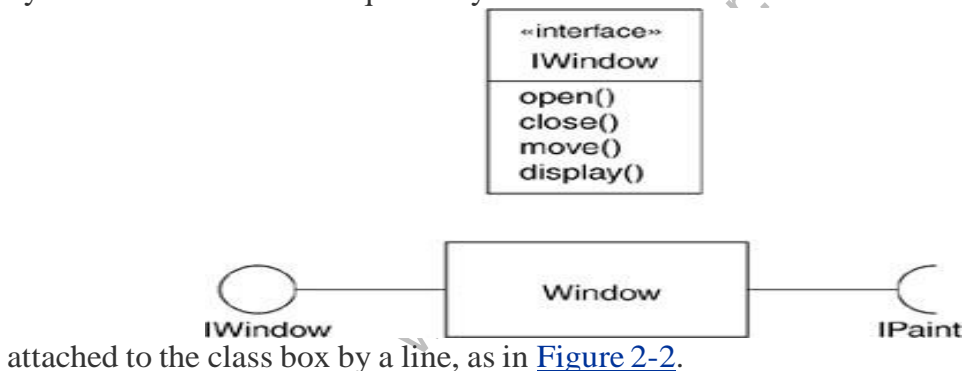 «interface»
IWindow
open()
close()
move()
display()
Window
IWindow
IPaint
attached to the class box by a line, as in Figure 2-2.